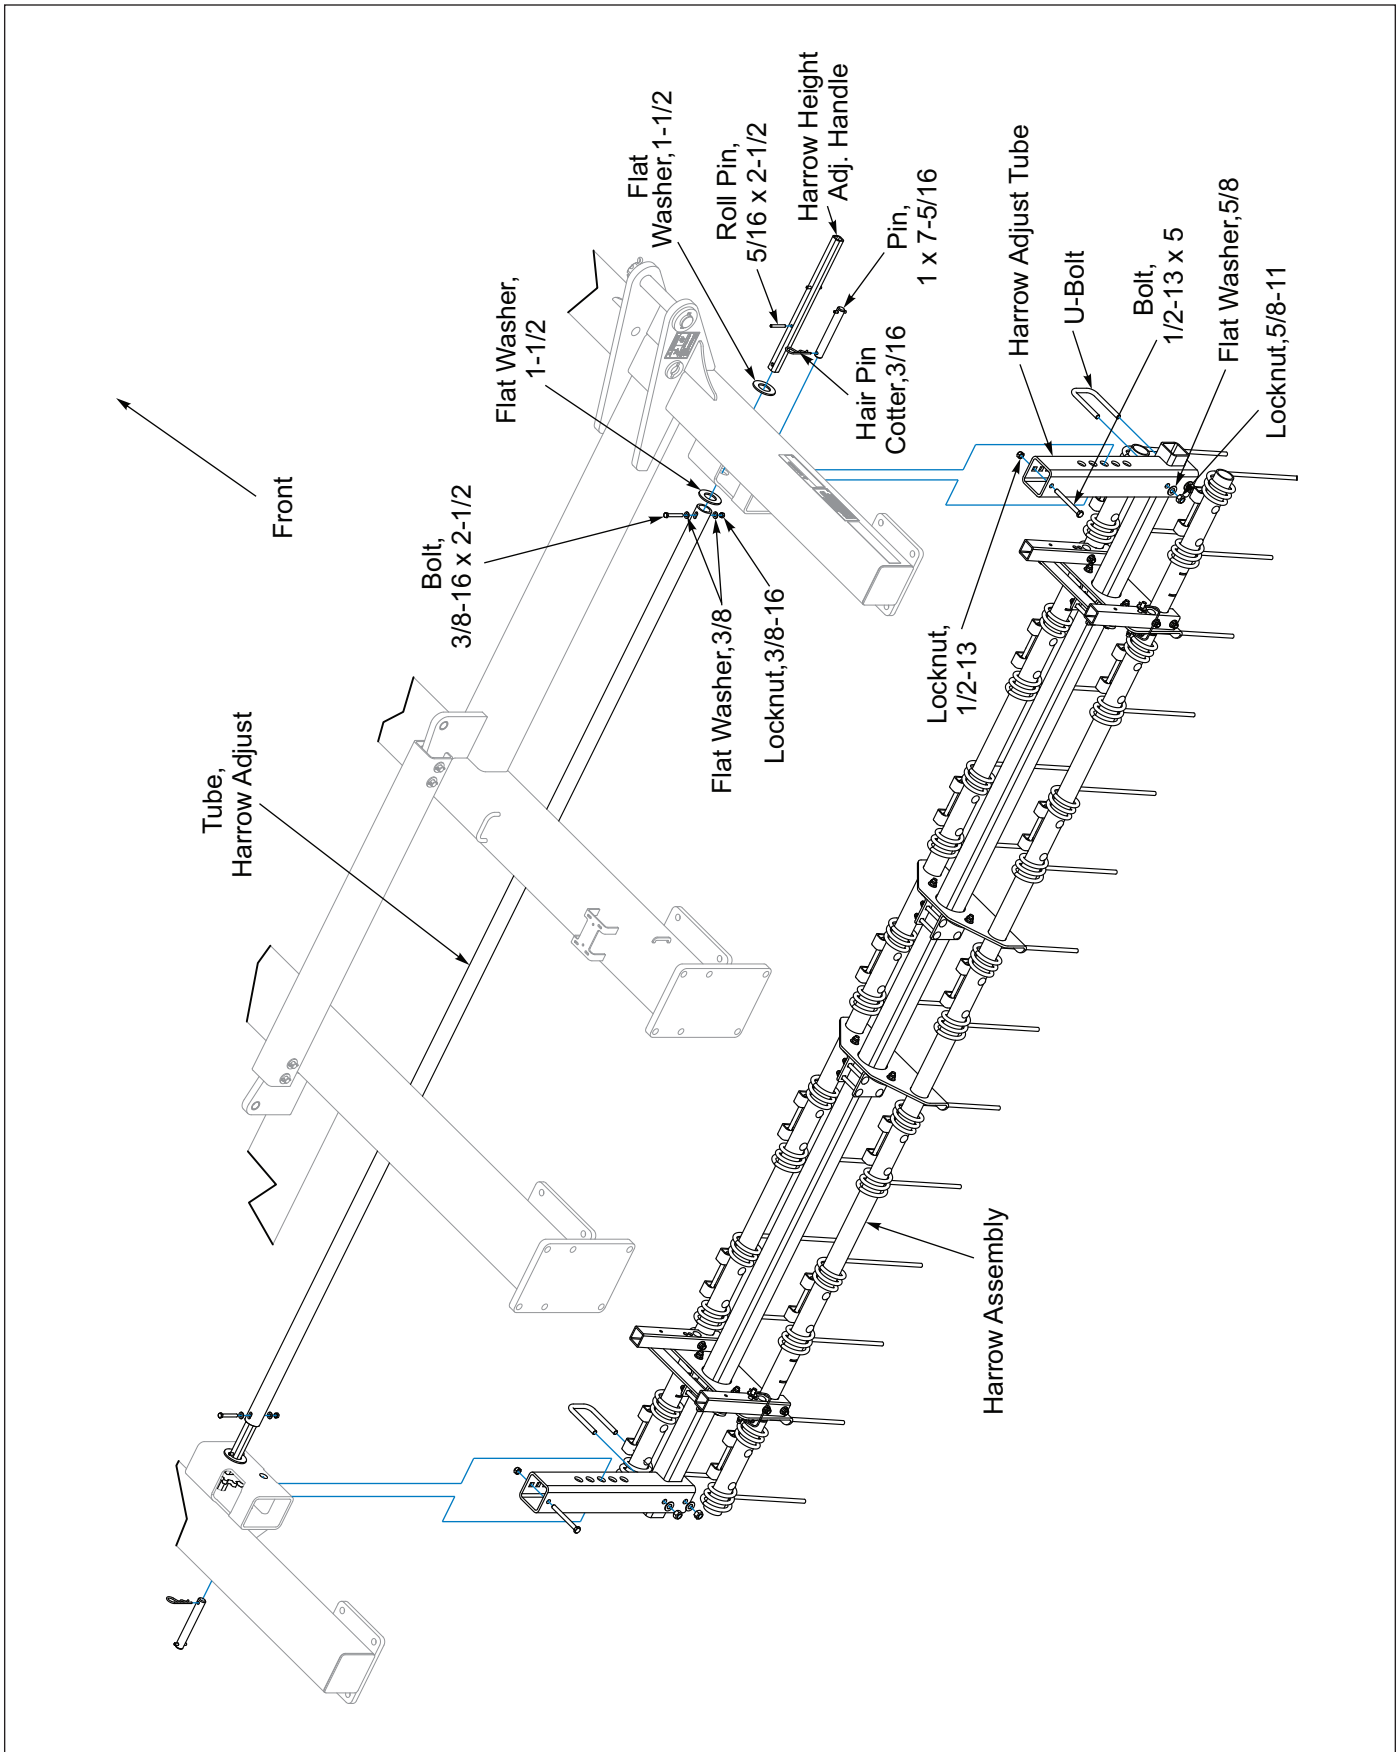 Front
Tube,
Harrow Adjust
Bolt,
3/8-16 x 2-1/2
Flat Washer,
1-1/2
Flat
Washer,1-1/2
Roll Pin,
5/16 x 2-1/2
Harrow Height
Adj. Handle
Pin,
1 x 7-5/16
Hair Pin
Cotter,3/16
Flat Washer,3/8
Locknut,3/8-16
Locknut,
1/2-13
Harrow Adjust Tube
U-Bolt
Bolt,
1/2-13 x 5
Flat Washer,5/8
Locknut,5/8-11
Harrow Assembly